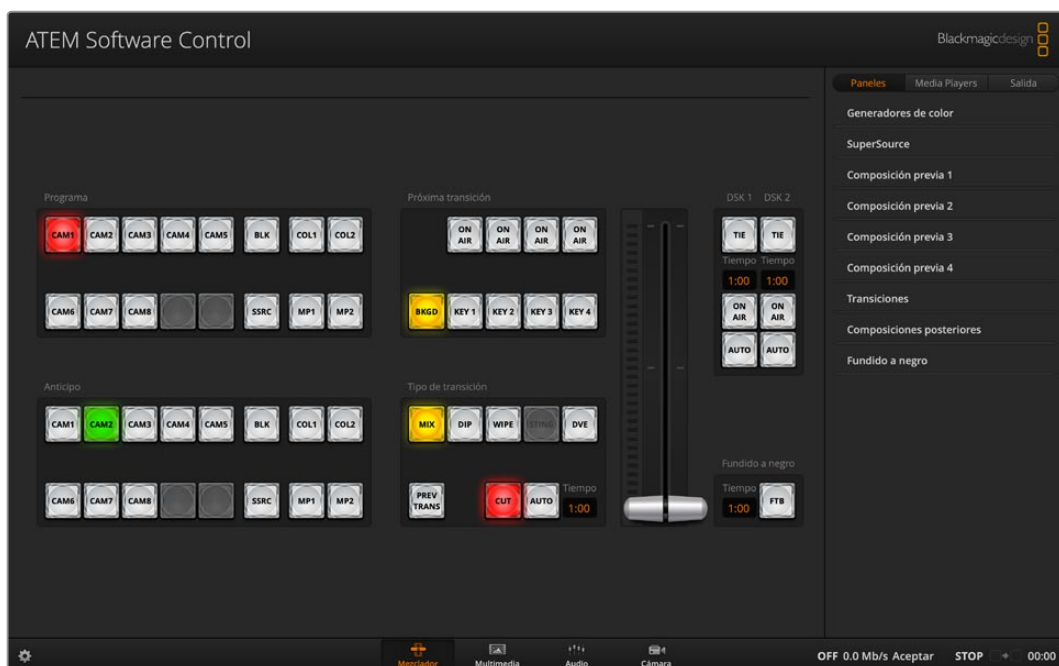 ATEM Software Control
Blackmagicdesign
Paneles Media Players Salida
Generadores de color
SuperSource
Composición previa 1
Composición previa 2
Composición previa 3
Composición previa 4
Transiciones
Composiciones posteriores
Fundido a negro
Programa
CAM1 CAM2 CAM3 CAM4 CAM5 BLK COL1 COL2
CAM6 CAM7 CAM8 SSRC MP1 MP2
Próxima transición
ON AIR ON AIR ON AIR ON AIR
BKGD KEY 1 KEY 2 KEY 3 KEY 4
DSK 1 DSK 2
TIE TIE
Tiempo Tiempo
1:00 1:00
ON AIR ON AIR
AUTO AUTO
Anticipo
CAM1 CAM2 CAM3 CAM4 CAM5 BLK COL1 COL2
CAM6 CAM7 CAM8 SSRC MP1 MP2
Tipo de transición
MIX DIP WIPE STING DVE
PREV TRANS CUT AUTO Tiempo 1:00
Fundido a negro
Tiempo 1:00 FTB
Mezclador Multimedia Audio Cámara
OFF 0.0 Mb/s Aceptar STOP 00:00